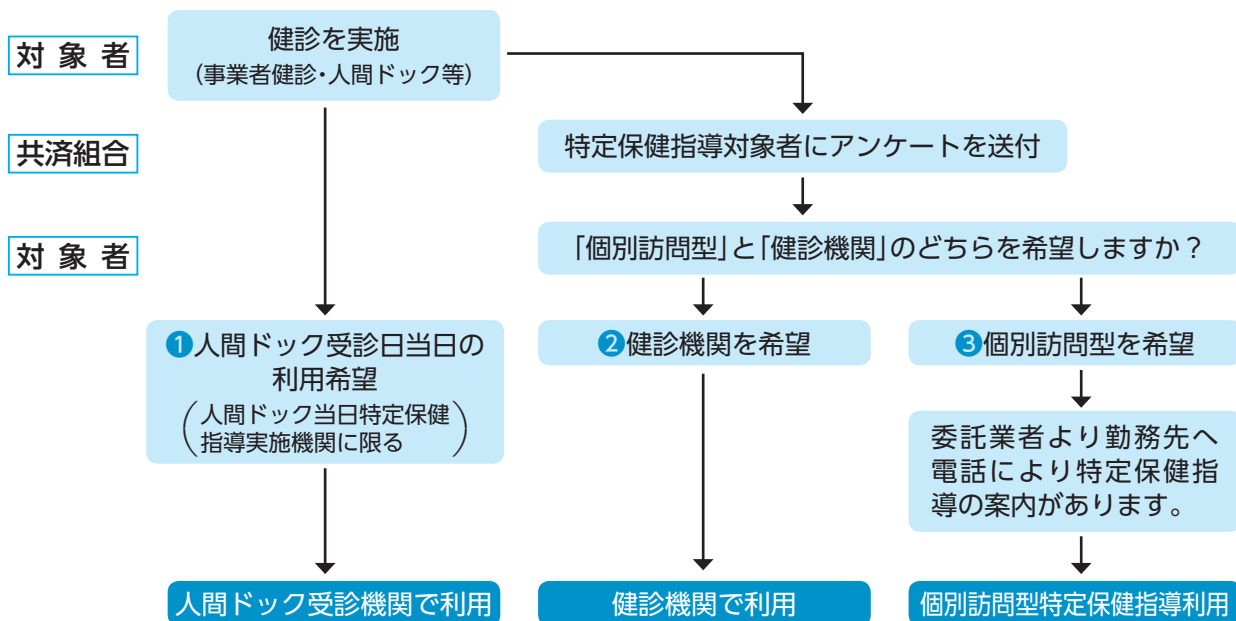 対象者
健診を実施
(事業者健診・人間ドック等)
共済組合
特定保健指導対象者にアンケートを送付
対象者
「個別訪問型」と「健診機関」のどちらを希望しますか？
❶人間ドック受診日当日の
利用希望
(人間ドック当日特定保健
指導実施機関に限る)
❷健診機関を希望
❸個別訪問型を希望
委託業者より勤務先へ
電話により特定保健指
導の案内があります。
人間ドック受診機関で利用
健診機関で利用
個別訪問型特定保健指導利用